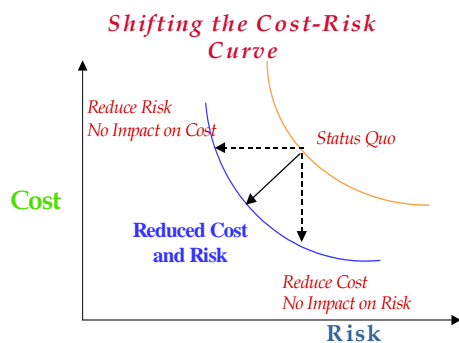 Shifting the Cost-Risk
Curve
Reduce Risk
No Impact on Cost
Status Quo
Cost
Reduced Cost
and Risk
Reduce Cost
No Impact on Risk
Risk